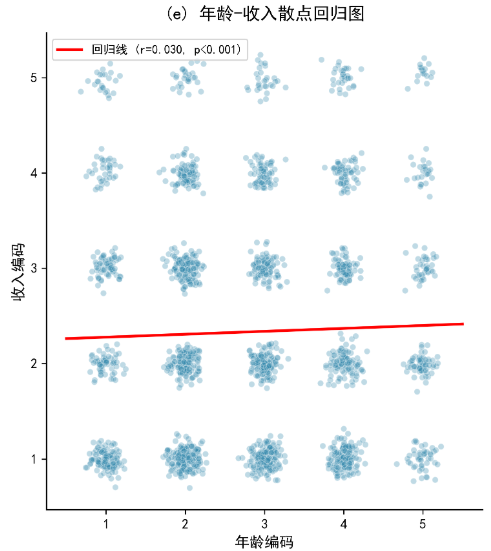 (e) 年龄-收入散点回归图
回归线 (r=0.030, p<0.001)
5
4
3
2
1
收入编码
1 2 3 4 5
年龄编码